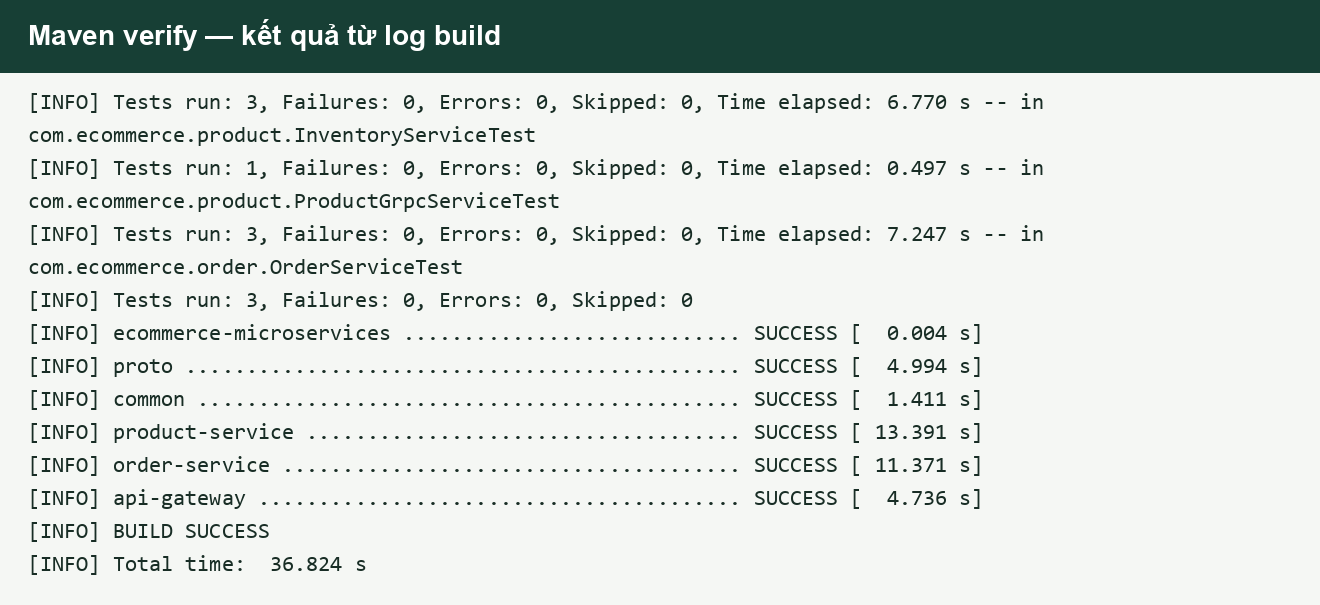 Maven verify — kết quả từ log build
[INFO] Tests run: 3, Failures: 0, Errors: 0, Skipped: 0, Time elapsed: 6.770 s -- in
com.ecommerce.product.InventoryServiceTest
[INFO] Tests run: 1, Failures: 0, Errors: 0, Skipped: 0, Time elapsed: 0.497 s -- in
com.ecommerce.product.ProductGrpcServiceTest
[INFO] Tests run: 3, Failures: 0, Errors: 0, Skipped: 0, Time elapsed: 7.247 s -- in
com.ecommerce.order.OrderServiceTest
[INFO] Tests run: 3, Failures: 0, Errors: 0, Skipped: 0
[INFO] ecommerce-microservices ............................ SUCCESS [  0.004 s]
[INFO] proto .............................................. SUCCESS [  4.994 s]
[INFO] common ............................................. SUCCESS [  1.411 s]
[INFO] product-service .................................... SUCCESS [ 13.391 s]
[INFO] order-service ...................................... SUCCESS [ 11.371 s]
[INFO] api-gateway ........................................ SUCCESS [  4.736 s]
[INFO] BUILD SUCCESS
[INFO] Total time:  36.824 s